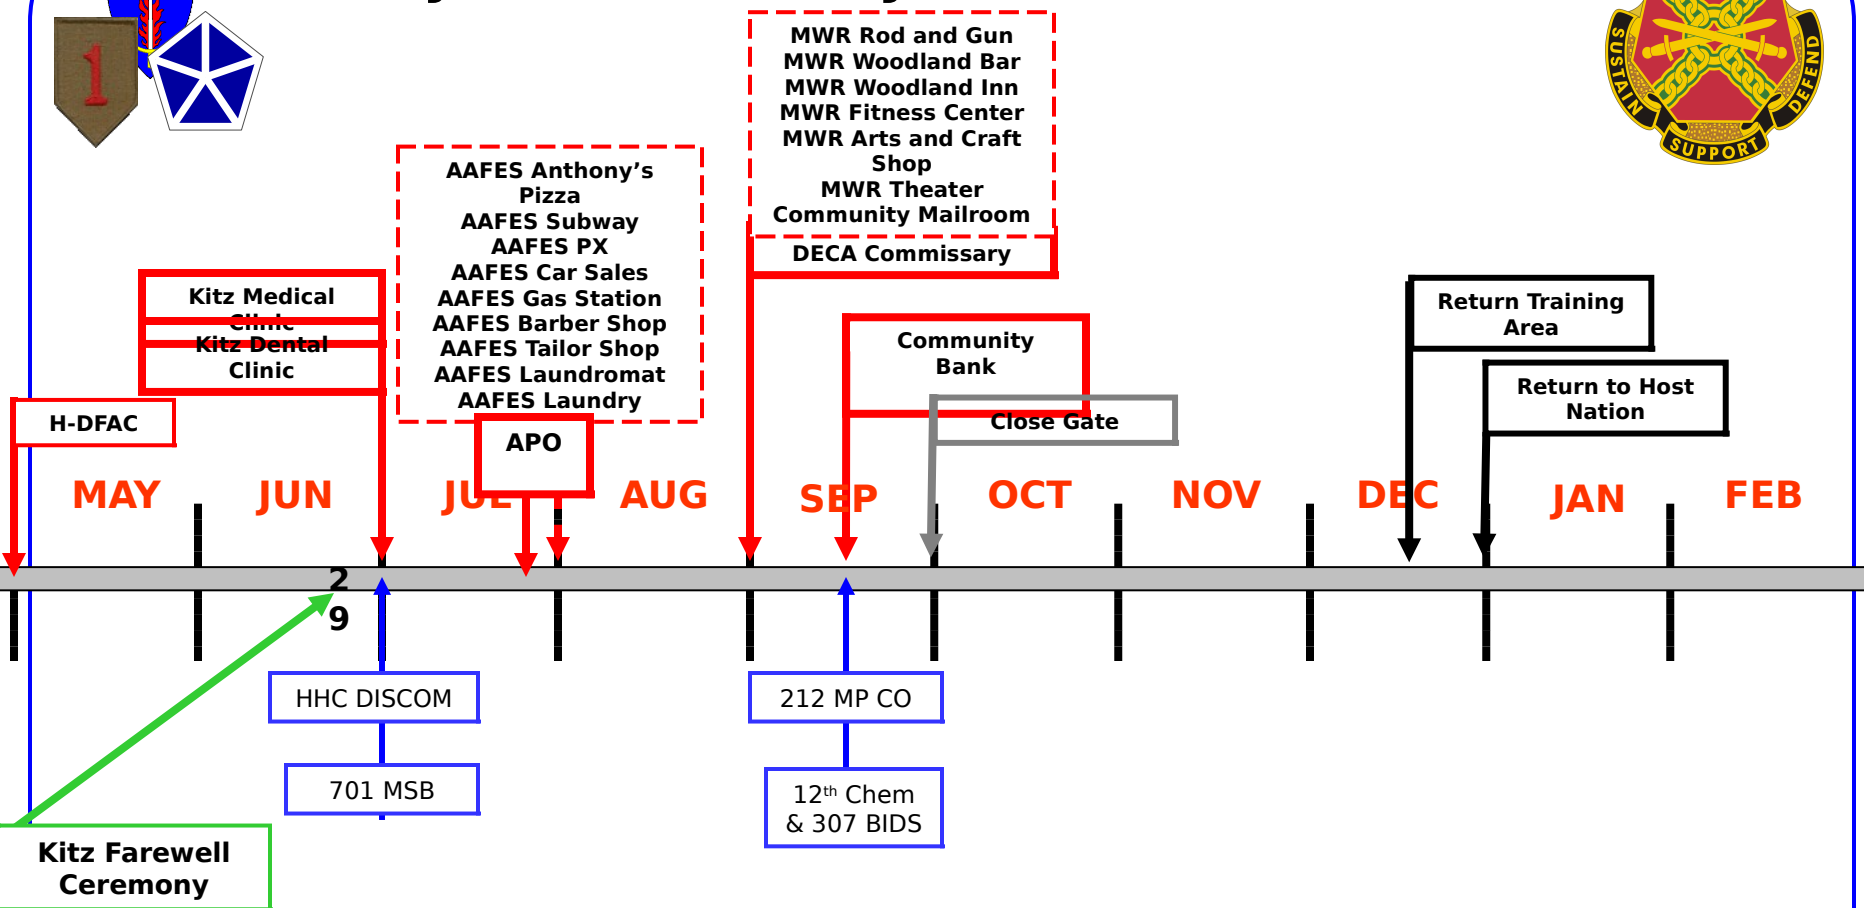 1
SUSTAIN
SUPPORT
DEFEND
MWR Rod and Gun
MWR Woodland Bar
MWR Woodland Inn
MWR Fitness Center
MWR Arts and Craft
Shop
MWR Theater
Community Mailroom
DECA Commissary
AAFES Anthony’s
Pizza
AAFES Subway
AAFES PX
AAFES Car Sales
AAFES Gas Station
AAFES Barber Shop
AAFES Tailor Shop
AAFES Laundromat
AAFES Laundry
APO
Kitz Medical
Clinic
Kitz Dental
Clinic
H-DFAC
Community
Bank
Close Gate
Return Training
Area
Return to Host
Nation
MAY
JUN
JUL
AUG
SEP
OCT
NOV
DEC
JAN
FEB
2
9
HHC DISCOM
701 MSB
212 MP CO
12th Chem
& 307 BIDS
Kitz Farewell
Ceremony